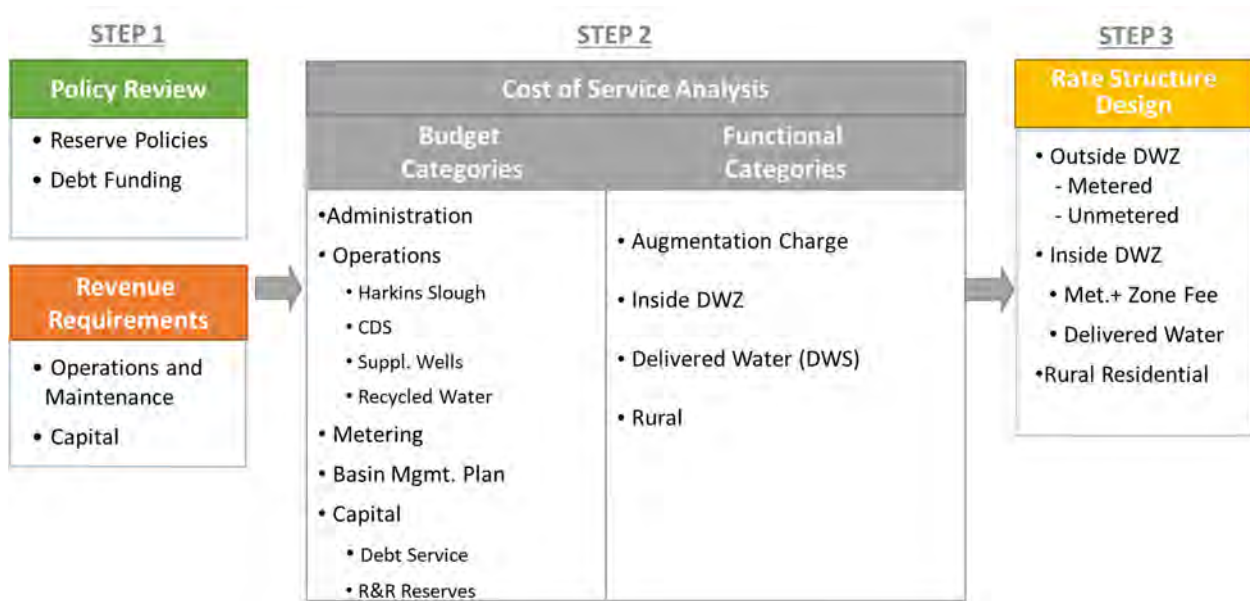 STEP 1
Policy Review
• Reserve Policies
• Debt Funding
Revenue
Requirements
• Operations and
Maintenance
• Capital
STEP 2
Cost of Service Analysis
Budget
Categories
•Administration
• Operations
• Harkins Slough
• CDS
• Suppl. Wells
• Recycled Water
• Metering
• Basin Mgmt. Plan
• Capital
• Debt Service
• R&R Reserves
Functional
Categories
• Augmentation Charge
• Inside DWZ
• Delivered Water (DWS)
• Rural
STEP 3
Rate Structure
Design
• Outside DWZ
- Metered
- Unmetered
• Inside DWZ
• Met.+ Zone Fee
• Delivered Water
•Rural Residential